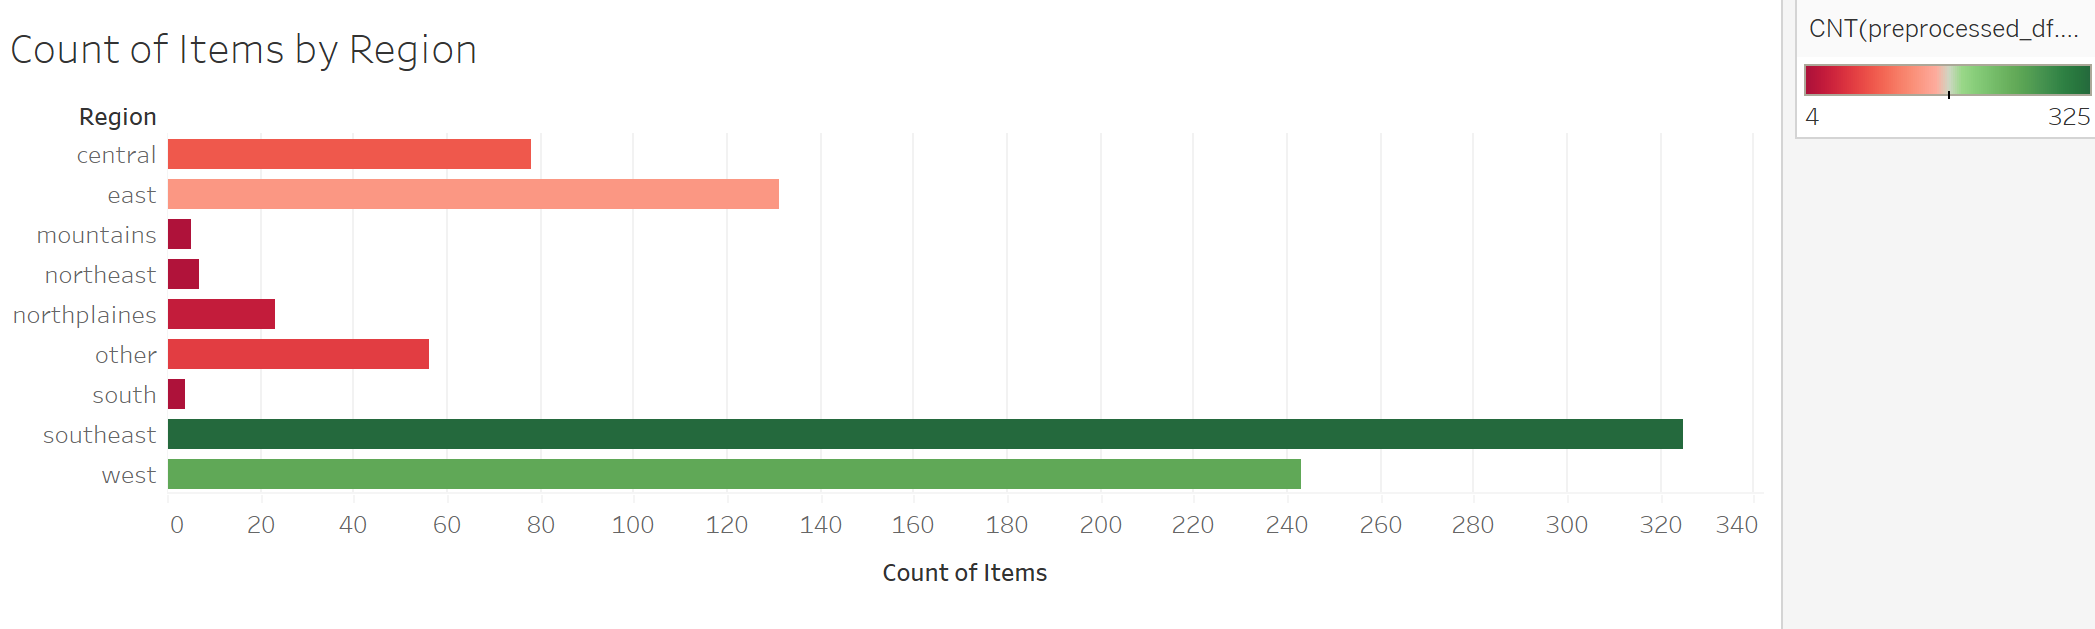 Count of Items by Region
Region
central
east
mountains
northeast
northplaines
other
south
southeast
west
0 20 40 60 80 100 120 140 160 180 200 220 240 260 280 300 320 340
Count of Items
CNT(preprocessed_df....
4 325